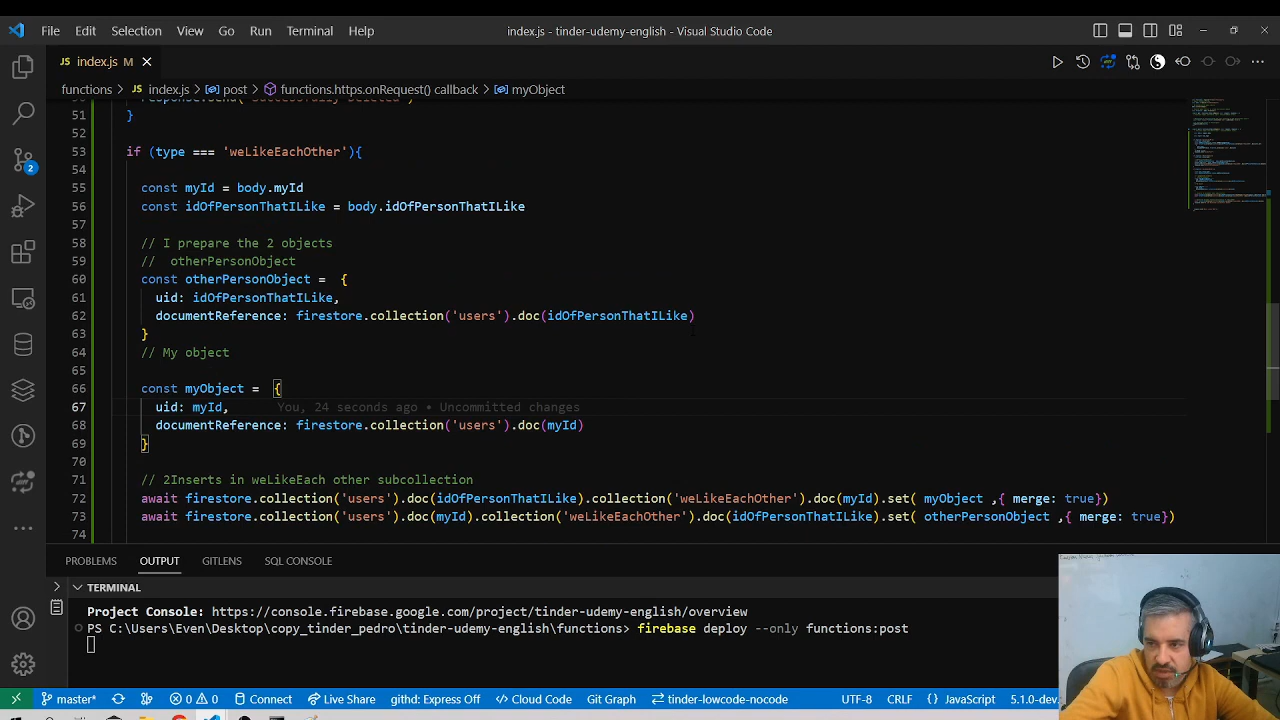 File Edit Selection View Go Run Terminal Help index.js - tinder-udemy-english - Visual Studio Code
JS index.js M
functions > JS index.js > post > functions.https.onRequest() callback > myObject
51 }
52
53 if (type === 'weLikeEachOther'){
54
55 const myId = body.myId
56 const idOfPersonThatILike = body.idOfPersonThatILike
57
58 // I prepare the 2 objects
59 //  otherPersonObject
60 const otherPersonObject =  {
61 uid: idOfPersonThatILike,
62 documentReference: firestore.collection('users').doc(idOfPersonThatILike)
63 }
64 // My object
65
66 const myObject =  {
67 uid: myId, You, 24 seconds ago • Uncommitted changes
68 documentReference: firestore.collection('users').doc(myId)
69 }
70
71 // 2Inserts in weLikeEach other subcollection
72 await firestore.collection('users').doc(idOfPersonThatILike).collection('weLikeEachOther').doc(myId).set( myObject ,{ merge: true})
73 await firestore.collection('users').doc(myId).collection('weLikeEachOther').doc(idOfPersonThatILike).set( otherPersonObject ,{ merge: true})
74
2
PROBLEMS OUTPUT GITLENS SQL CONSOLE
TERMINAL
Project Console: https://console.firebase.google.com/project/tinder-udemy-english/overview
PS C:\Users\Even\Desktop\copy_tinder_pedro\tinder-udemy-english\functions> firebase deploy --only functions:post
master* 0 0 Connect Live Share githd: Express Off Cloud Code Git Graph tinder-lowcode-nocode UTF-8 CRLF {} JavaScript 5.1.0-dev.